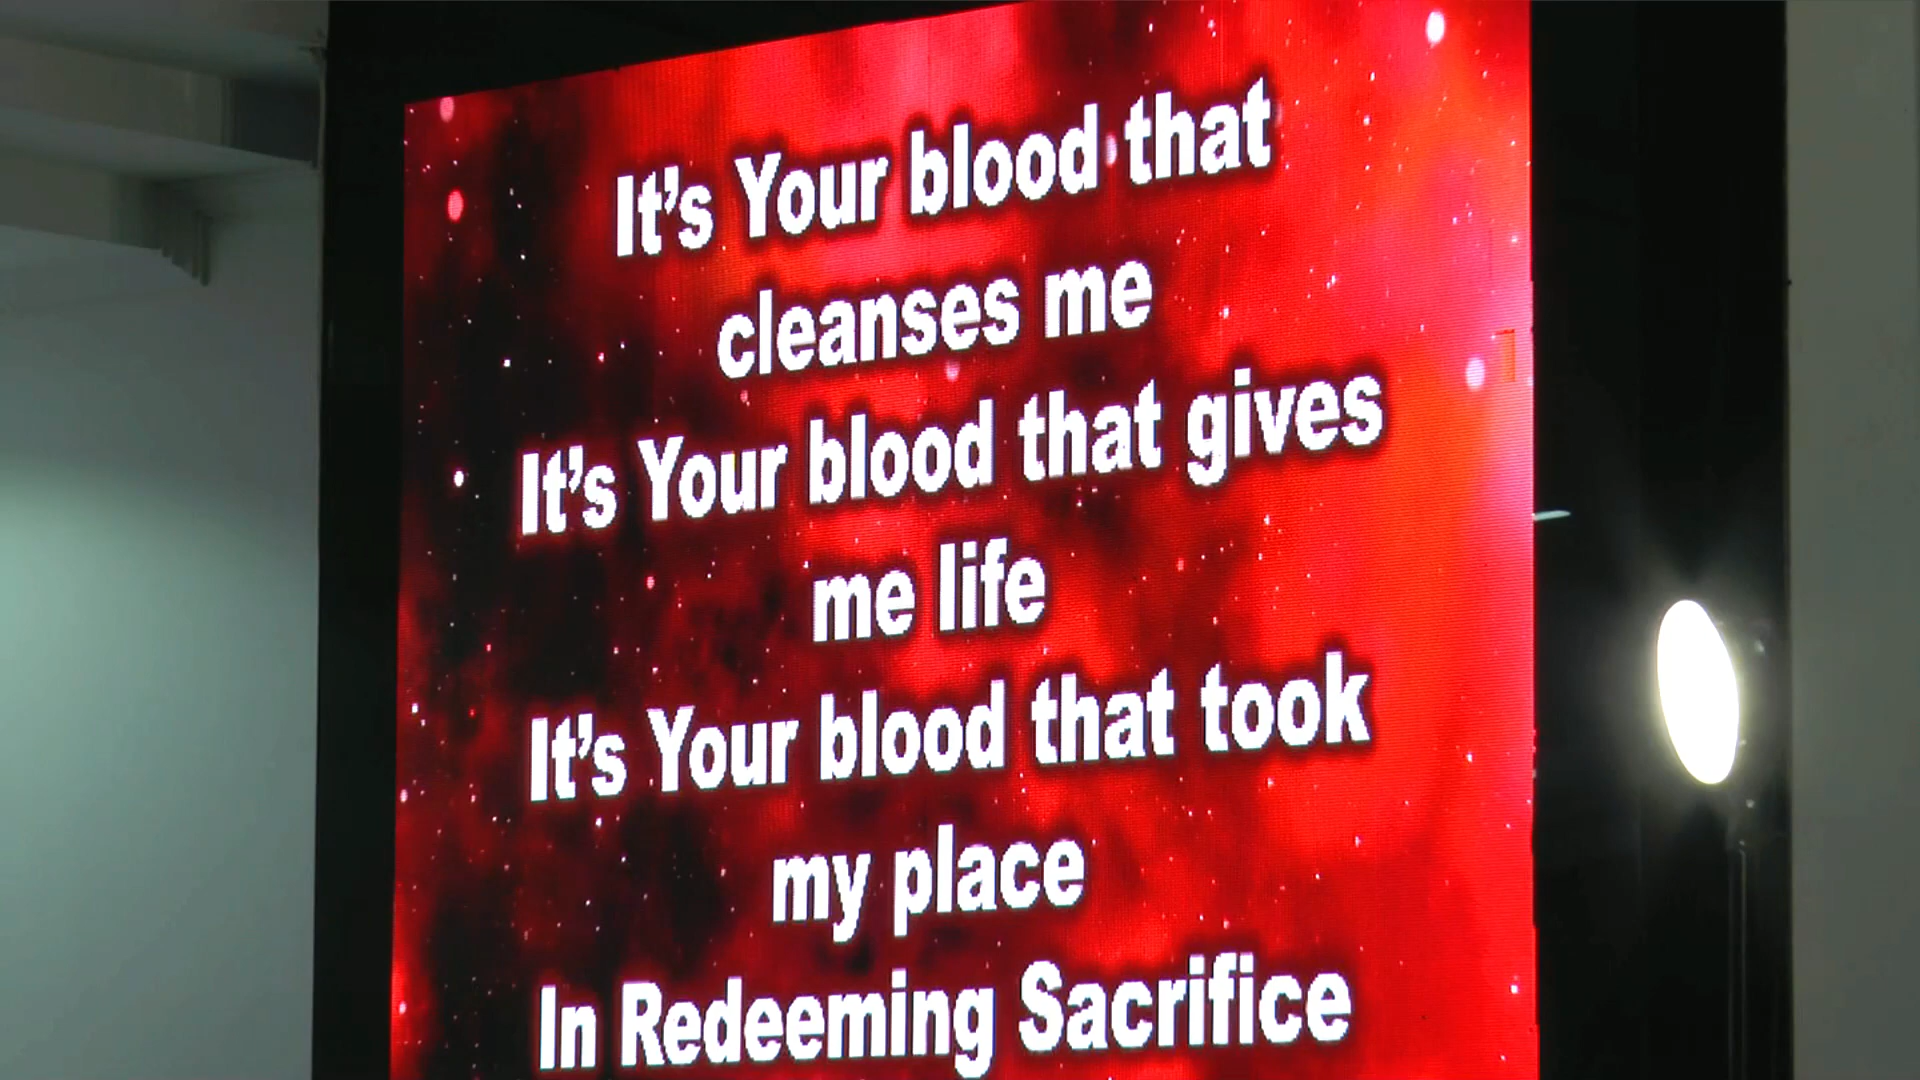 It's Your blood that
cleanses me
It's Your blood that gives
me life
It's Your blood that took
my place
In Redeeming Sacrifice